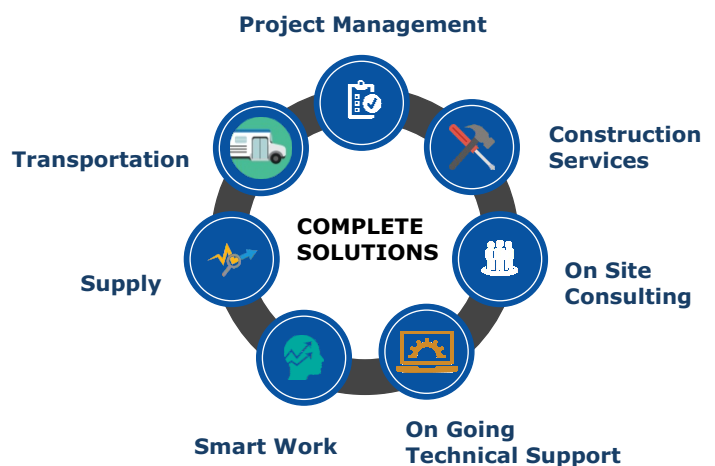 Project Management
Construction
Services
Transportation
COMPLETE
SOLUTIONS
On Site
Consulting
Supply
On Going
Technical Support
Smart Work